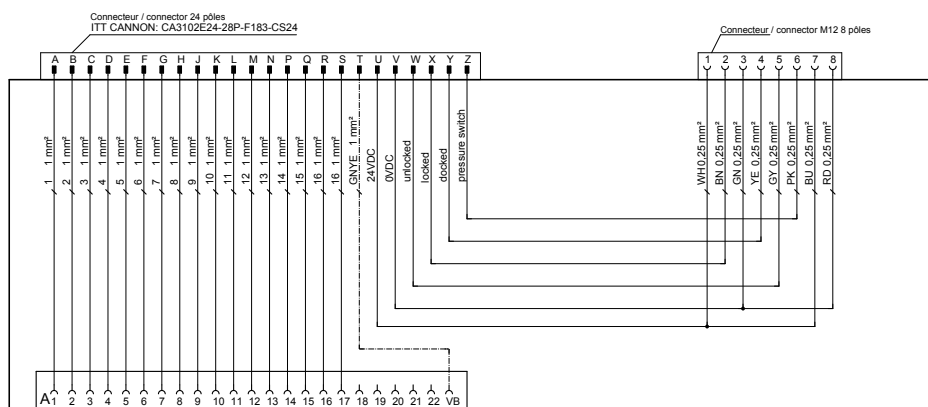 Connecteur / connector 24 pôles
ITT CANNON: CA3102E24-28P-F183-CS24
Connecteur / connector M12 8 pôles
A B C D E F G H J K L M N P Q R S T U V W X Y Z
1 2 3 4 5 6 7 8
1 1 mm²
2 1 mm²
3 1 mm²
4 1 mm²
5 1 mm²
6 1 mm²
7 1 mm²
8 1 mm²
9 1 mm²
10 1 mm²
11 1 mm²
12 1 mm²
13 1 mm²
14 1 mm²
15 1 mm²
16 1 mm²
16 1 mm²
GNYE 1 mm²
24VDC
0VDC
unlocked
locked
docked
pressure switch
WH 0,25 mm²
BN 0,25 mm²
GN 0,25 mm²
YE 0,25 mm²
GY 0,25 mm²
PK 0,25 mm²
BU 0,25 mm²
RD 0,25 mm²
A 1 2 3 4 5 6 7 8 9 10 11 12 13 14 15 16 17 18 19 20 21 22 VB